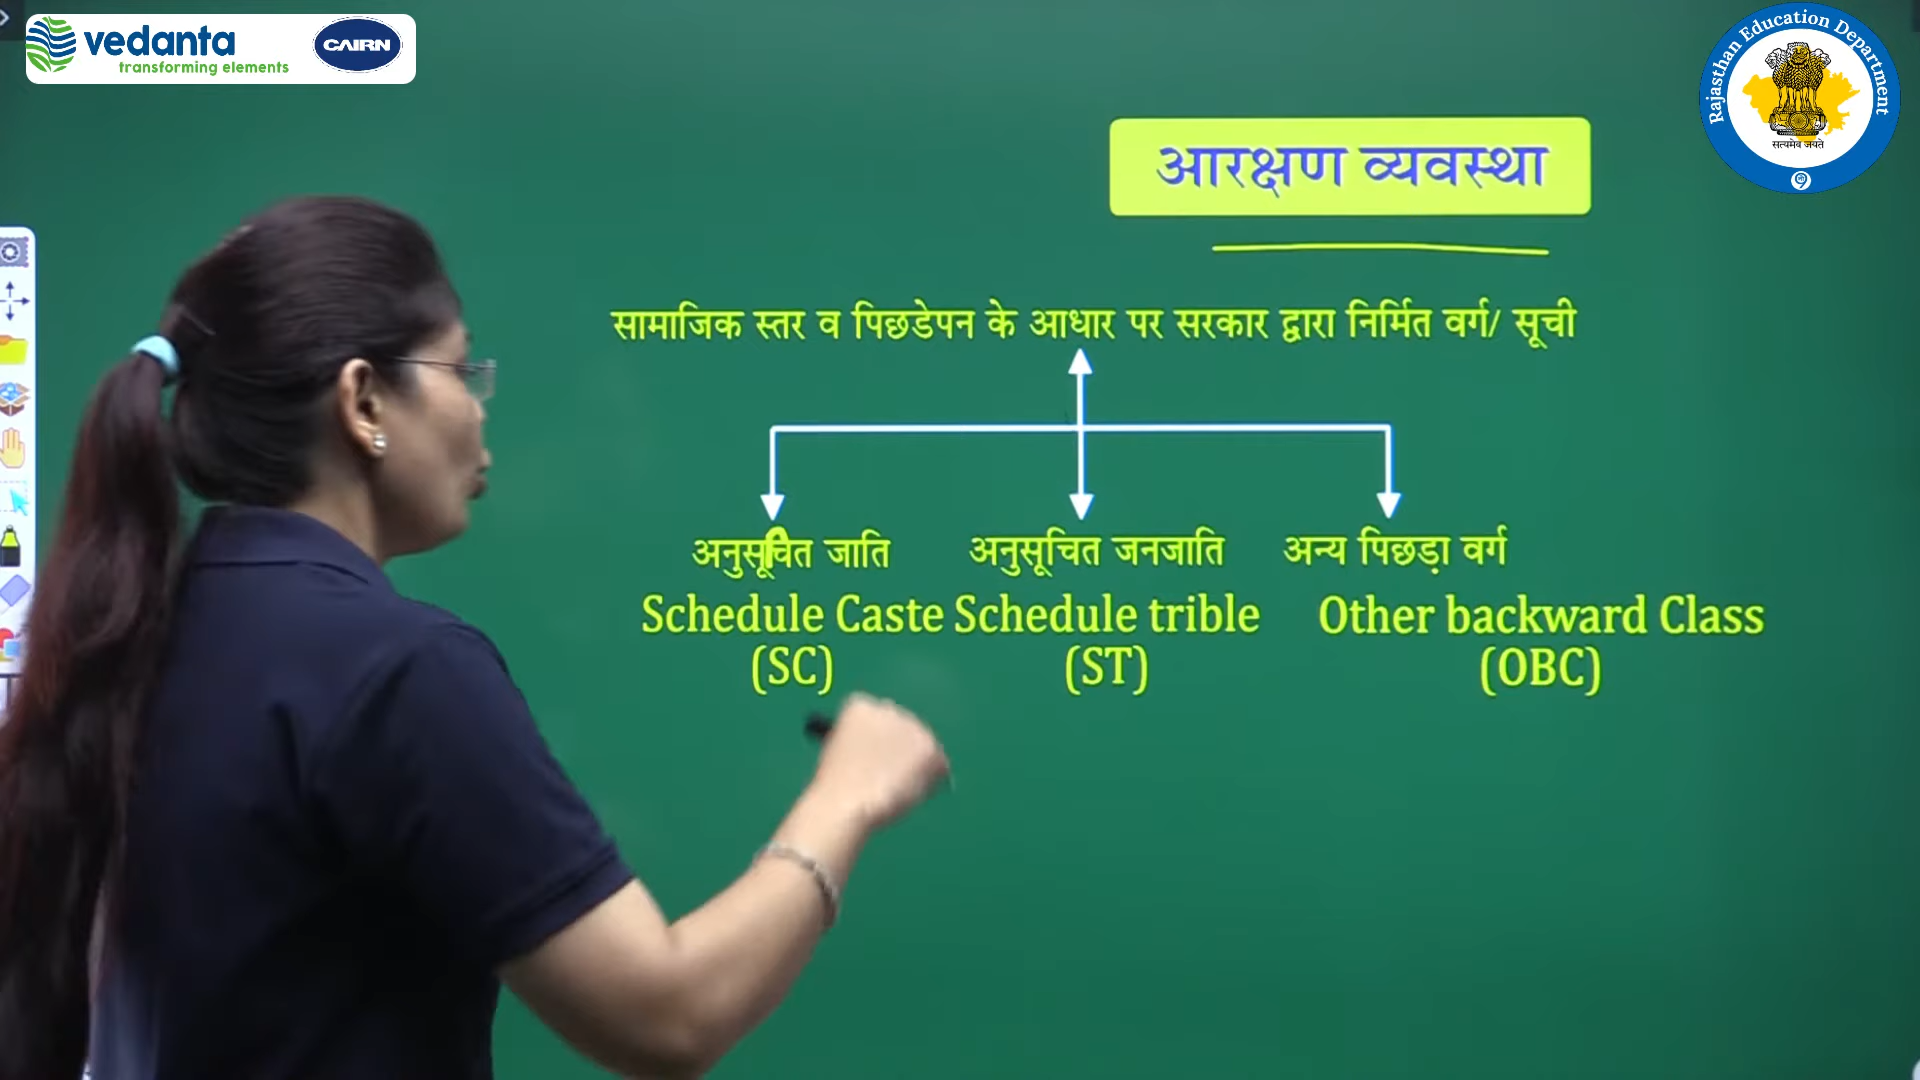 vedanta
transforming elements
CAIRN
Rajasthan Education Department
सत्यमेव जयते
आरक्षण व्यवस्था
सामाजिक स्तर व पिछडेपन के आधार पर सरकार द्वारा निर्मित वर्ग/ सूची
अनुसूचित जाति अनुसूचित जनजाति अन्य पिछड़ा वर्ग
Schedule Caste Schedule trible Other backward Class
(SC) (ST) (OBC)